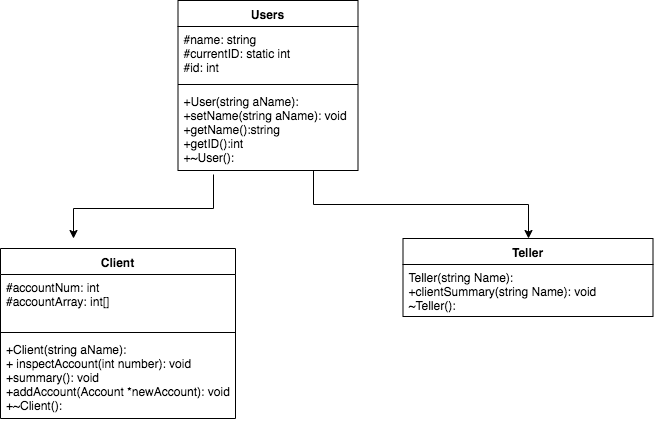 Users
#name: string
#currentID: static int
#id: int
+User(string aName):
+setName(string aName): void
+getName():string
+getID():int
+~User():
Client
#accountNum: int
#accountArray: int[]
+Client(string aName):
+ inspectAccount(int number): void
+summary(): void
+addAccount(Account *newAccount): void
+~Client():
Teller
Teller(string Name):
+clientSummary(string Name): void
~Teller():